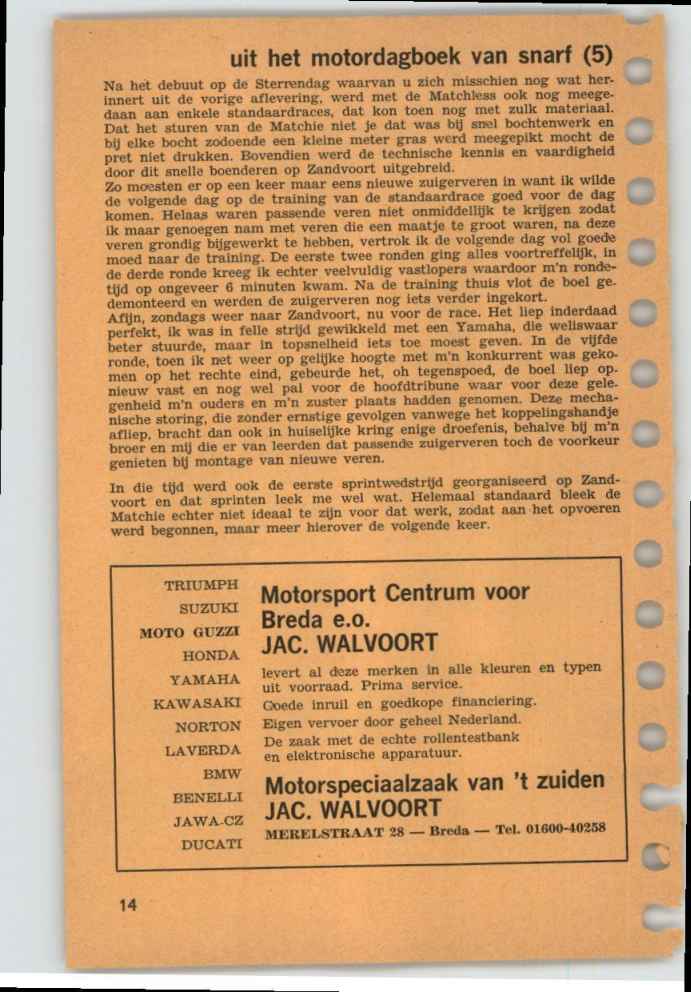 uit het motordagboek van snarf (5)
Na het debuut op de Sterrendag waarvan u zich misschien nog wat her-
innert uit de vorige aflevering, werd met de Matchless ook nog meege-
daan aan enkele standaardraces, dat kon toen nog met zulk materiaal.
Dat het sturen van de Matchie niet je dat was bij snel bochtenwerk en
bij elke bocht zodoende een kleine meter gras werd meegepikt mocht de
pret niet drukken. Bovendien werd de technische kennis en vaardigheid
door dit snelle boenderen op Zandvoort uitgebreid.
Zo moesten er op een keer maar eens nieuwe zuigerveren in want ik wilde
de volgende dag op de training van de standaardrace goed voor de dag
komen. Helaas waren passende veren niet onmiddellijk te krijgen zodat
ik maar genoegen nam met veren die een maatje te groot waren, na deze
veren grondig bijgewerkt te hebben, vertrok ik de volgende dag vol goede
moed naar de training. De eerste twee ronden ging alles voortreffelijk, in
de derde ronde kreeg ik echter veelvuldig vastlopers waardoor m'n ronde-
tijd op ongeveer 6 minuten kwam. Na de training thuis vlot de boel ge-
demonteerd en werden de zuigerveren nog iets verder ingekort.
Afijn, zondags weer naar Zandvoort, nu voor de race. Het liep inderdaad
perfekt, ik was in felle strijd gewikkeld met een Yamaha, die weliswaar
beter stuurde, maar in topsnelheid iets toe moest geven. In de vijfde
ronde, toen ik net weer op gelijke hoogte met m'n konkurrent was geko-
men op het rechte eind, gebeurde het, oh tegenspoed, de boel liep op-
nieuw vast en nog wel pal voor de hoofdtribune waar voor deze gele-
genheid m'n ouders en m'n zuster plaats hadden genomen. Deze mecha-
nische storing, die zonder ernstige gevolgen vanwege het koppelingshandje
afliep, bracht dan ook in huiselijke kring enige droefenis, behalve bij m'n
broer en mij die er van leerden dat passende zuigerveren toch de voorkeur
genieten bij montage van nieuwe veren.
In die tijd werd ook de eerste sprintwedstrijd georganiseerd op Zand-
voort en dat sprinten leek me wel wat. Helemaal standaard bleek de
Matchie echter niet ideaal te zijn voor dat werk, zodat aan het opvoeren
werd begonnen, maar meer hierover de volgende keer.
TRIUMPH
SUZUKI
MOTO GUZZI
HONDA
YAMAHA
KAWASAKI
NORTON
LAVERDA
BMW
BENELLI
JAWA-CZ
DUCATI
Motorsport Centrum voor
Breda e.o.
JAC. WALVOORT
levert al deze merken in alle kleuren en typen
uit voorraad. Prima service.
Goede inruil en goedkope financiering.
Eigen vervoer door geheel Nederland.
De zaak met de echte rollentestbank
en elektronische apparatuur.
Motorspeciaalzaak van 't zuiden
JAC. WALVOORT
MERELSTRAAT 28 — Breda — Tel. 01600-40258
14